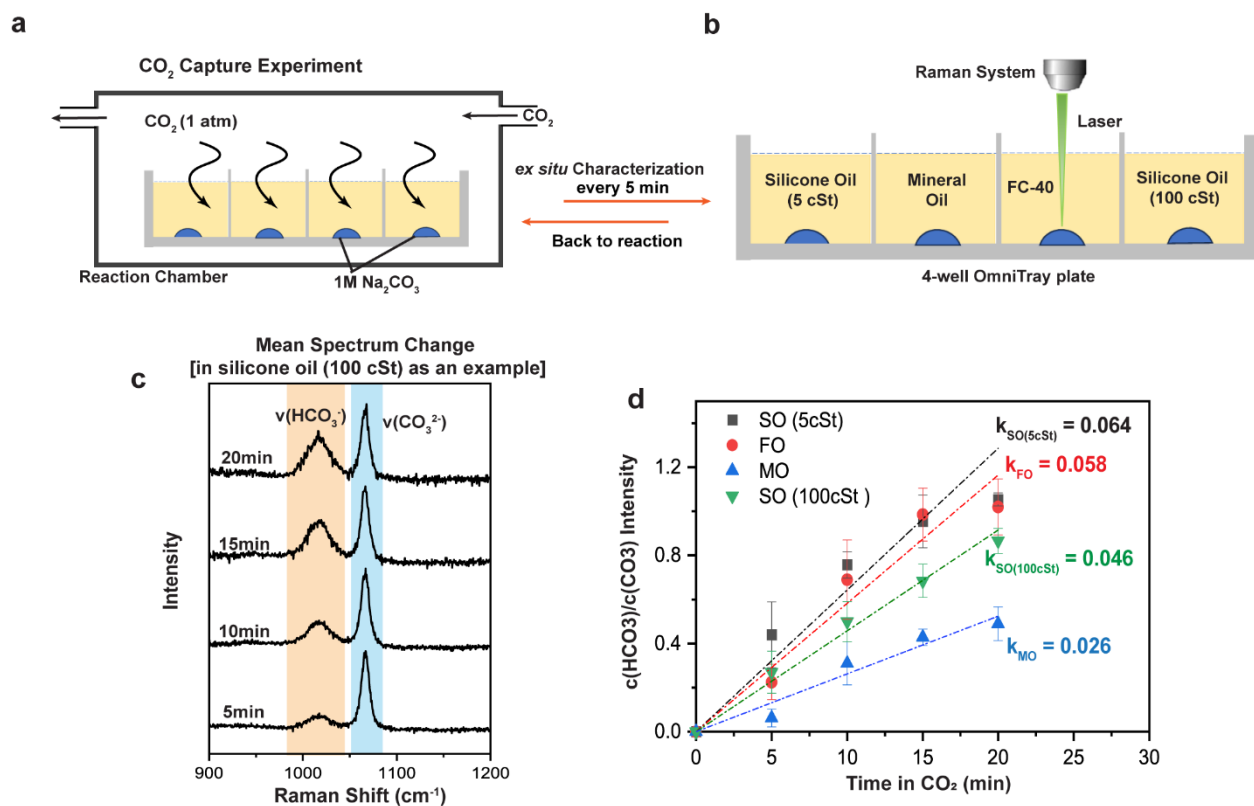 a
CO₂ Capture Experiment
CO₂ (1 atm)
CO₂
Reaction Chamber
1M Na₂CO₃
ex situ Characterization
every 5 min
Back to reaction
b
Raman System
Laser
Silicone Oil
(5 cSt)
Mineral
Oil
FC-40
Silicone Oil
(100 cSt)
4-well OmniTray plate
c
Mean Spectrum Change
[in silicone oil (100 cSt) as an example]
ν(HCO₃⁻)
ν(CO₃²⁻)
20min
15min
10min
5min
Intensity
900
1000
1100
1200
Raman Shift (cm⁻¹)
d
SO (5cSt)
FO
MO
SO (100cSt )
k SO(5cSt) = 0.064
k FO = 0.058
k SO(100cSt) = 0.046
k MO = 0.026
c(HCO3)/c(CO3) Intensity
1.2
0.8
0.4
0.0
0
5
10
15
20
25
30
Time in CO₂ (min)